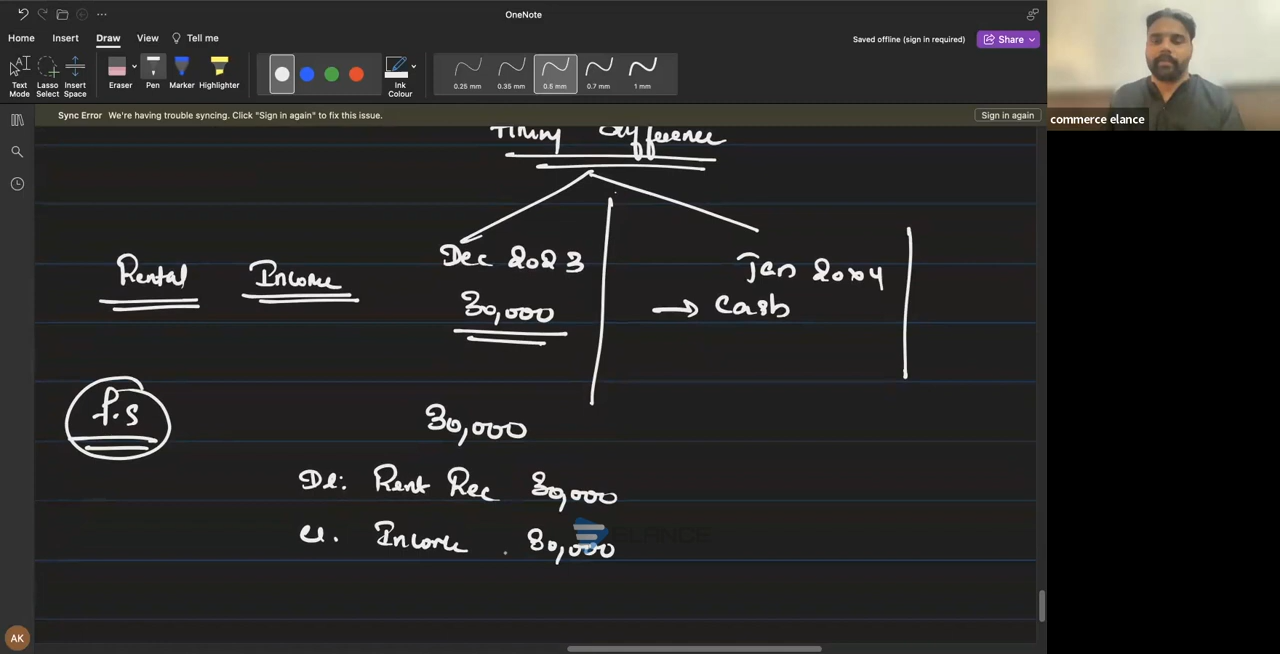 OneNote
Home Insert Draw View Tell me
Saved offline (sign in required)
Share
Text Mode
Lasso Select
Insert Space
Eraser
Pen
Marker
Highlighter
Ink Colour
0.25 mm
0.35 mm
0.5 mm
0.7 mm
1 mm
commerce elance
Sync Error We're having trouble syncing. Click "Sign in again" to fix this issue.
Sign in again
Timing Difference
Rental Income
Dec 2023
30,000
Jan 2024
→ Cash
f.s
30,000
Dr: Rent Rec 30,000
Cr. Income 30,000
ELANCE
AK